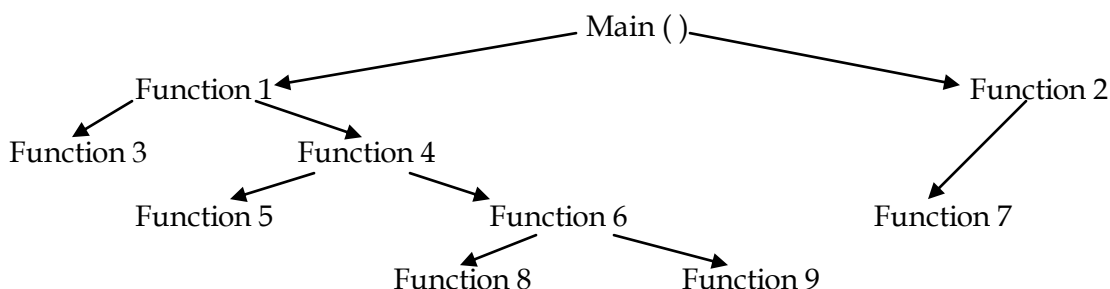 Main ( )
Function 1 Function 2
Function 3 Function 4
Function 5 Function 6 Function 7
Function 8 Function 9